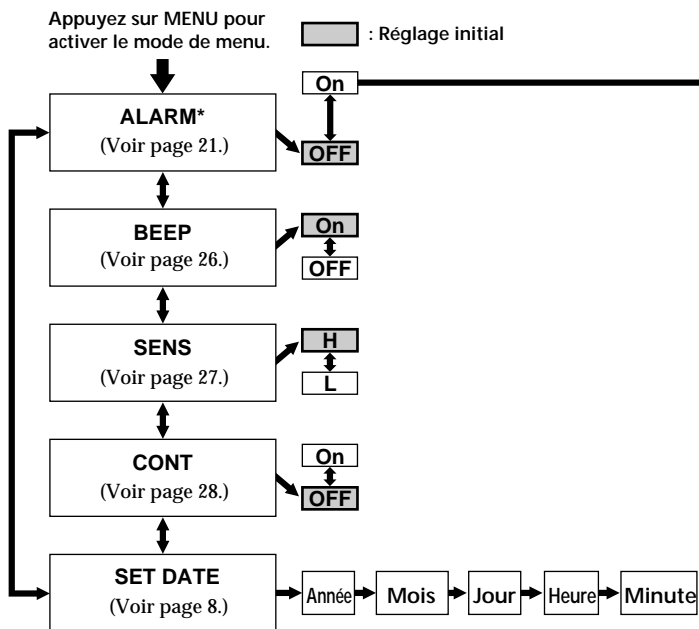 Appuyez sur MENU pour
activer le mode de menu.
: Réglage initial
On
ALARM*
(Voir page 21.)
OFF
BEEP
(Voir page 26.)
On
OFF
SENS
(Voir page 27.)
H
L
CONT
(Voir page 28.)
On
OFF
SET DATE
(Voir page 8.)
Année
Mois
Jour
Heure
Minute